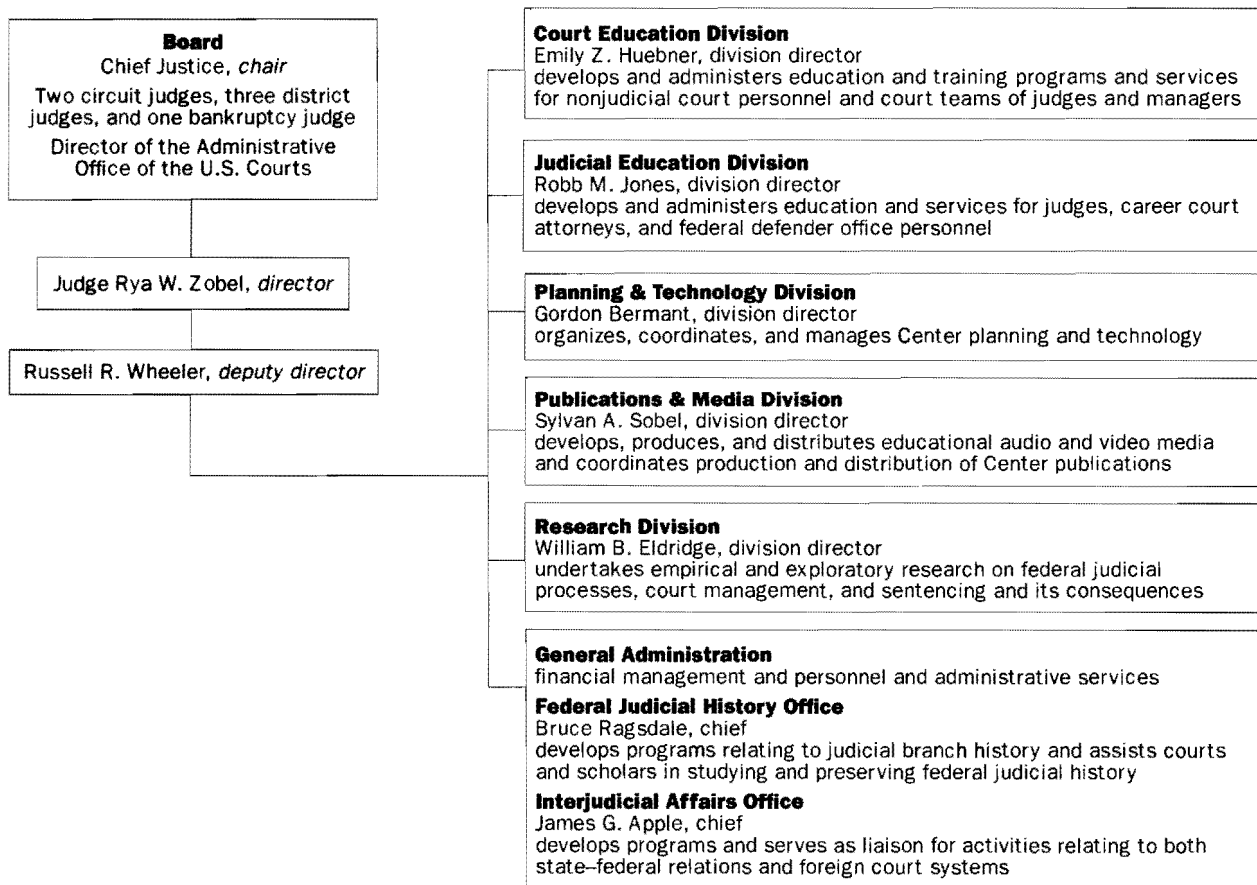 Board
Chief Justice, chair
Two circuit judges, three district
judges, and one bankruptcy judge
Director of the Administrative
Office of the U.S. Courts
Judge Rya W. Zobel, director
Russell R. Wheeler, deputy director
Court Education Division
Emily Z. Huebner, division director
develops and administers education and training programs and services
for nonjudicial court personnel and court teams of judges and managers
Judicial Education Division
Robb M. Jones, division director
develops and administers education and services for judges, career court
attorneys, and federal defender office personnel
Planning & Technology Division
Gordon Bermant, division director
organizes, coordinates, and manages Center planning and technology
Publications & Media Division
Sylvan A. Sobel, division director
develops, produces, and distributes educational audio and video media
and coordinates production and distribution of Center publications
Research Division
William B. Eldridge, division director
undertakes empirical and exploratory research on federal judicial
processes, court management, and sentencing and its consequences
General Administration
financial management and personnel and administrative services
Federal Judicial History Office
Bruce Ragsdale, chief
develops programs relating to judicial branch history and assists courts
and scholars in studying and preserving federal judicial history
Interjudicial Affairs Office
James G. Apple, chief
develops programs and serves as liaison for activities relating to both
state–federal relations and foreign court systems